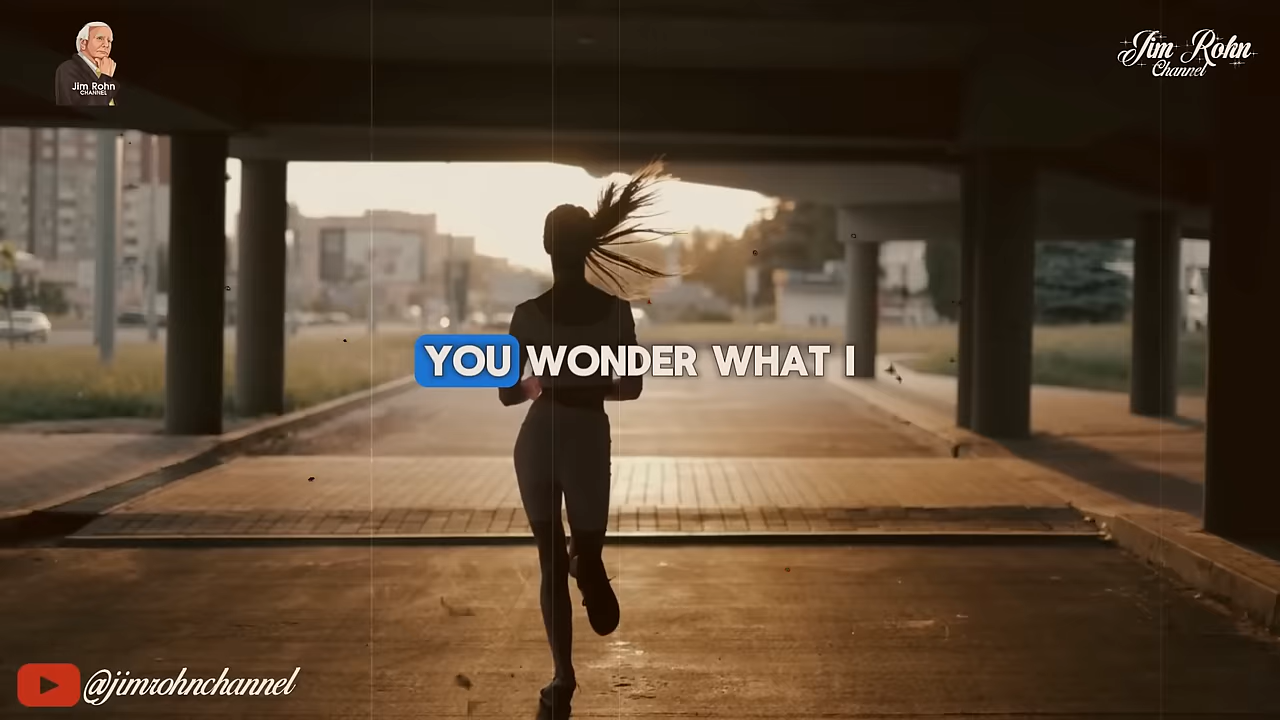 Jim Rohn
CHANNEL
Jim Rohn
Channel
YOU WONDER WHAT I
@jimrohnchannel